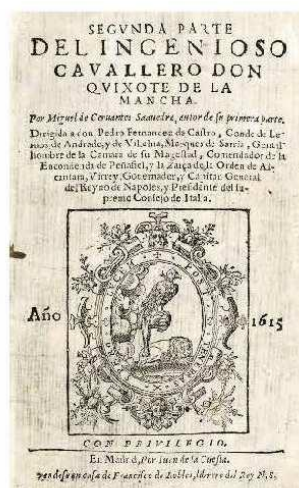 SEGVNDA PARTE
DEL INGENIOSO
CAVALLERO DON
QVIXOTE DE LA
MANCHA.
Por Miguel de Ceruantes Saauedra, autor de su primera parte.
Dirigida a don Pedro Fernandez de Castro, Conde de Le-
mos, de Andrade, y de Villalua, Marques de Sarria, Gentil-
hombre de la Camara de su Magestad, Comendador de la
Encomienda de Peñafiel, y la Zarça de la Orden de Al-
cantara, Virrey, Gouernador, y Capitan General
del Reyno de Napoles, y Presidente del su-
premo Consejo de Italia.
Año 1615
CON PRIVILEGIO,
En Madrid, Por Iuan de la Cuesta.
vendese en casa de Francisco de Robles, librero del Rey N.S.